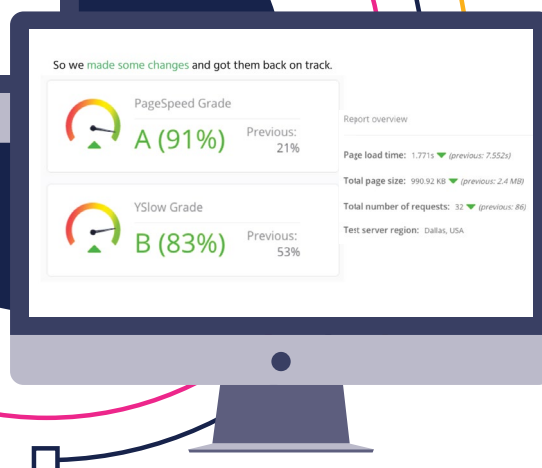 So we made some changes and got them back on track.
PageSpeed Grade
A (91%)
Previous:
21%
YSlow Grade
B (83%)
Previous:
53%
Report overview
Page load time: 1.771s (previous: 7.552s)
Total page size: 990.92 KB (previous: 2.4 MB)
Total number of requests: 32 (previous: 86)
Test server region: Dallas, USA